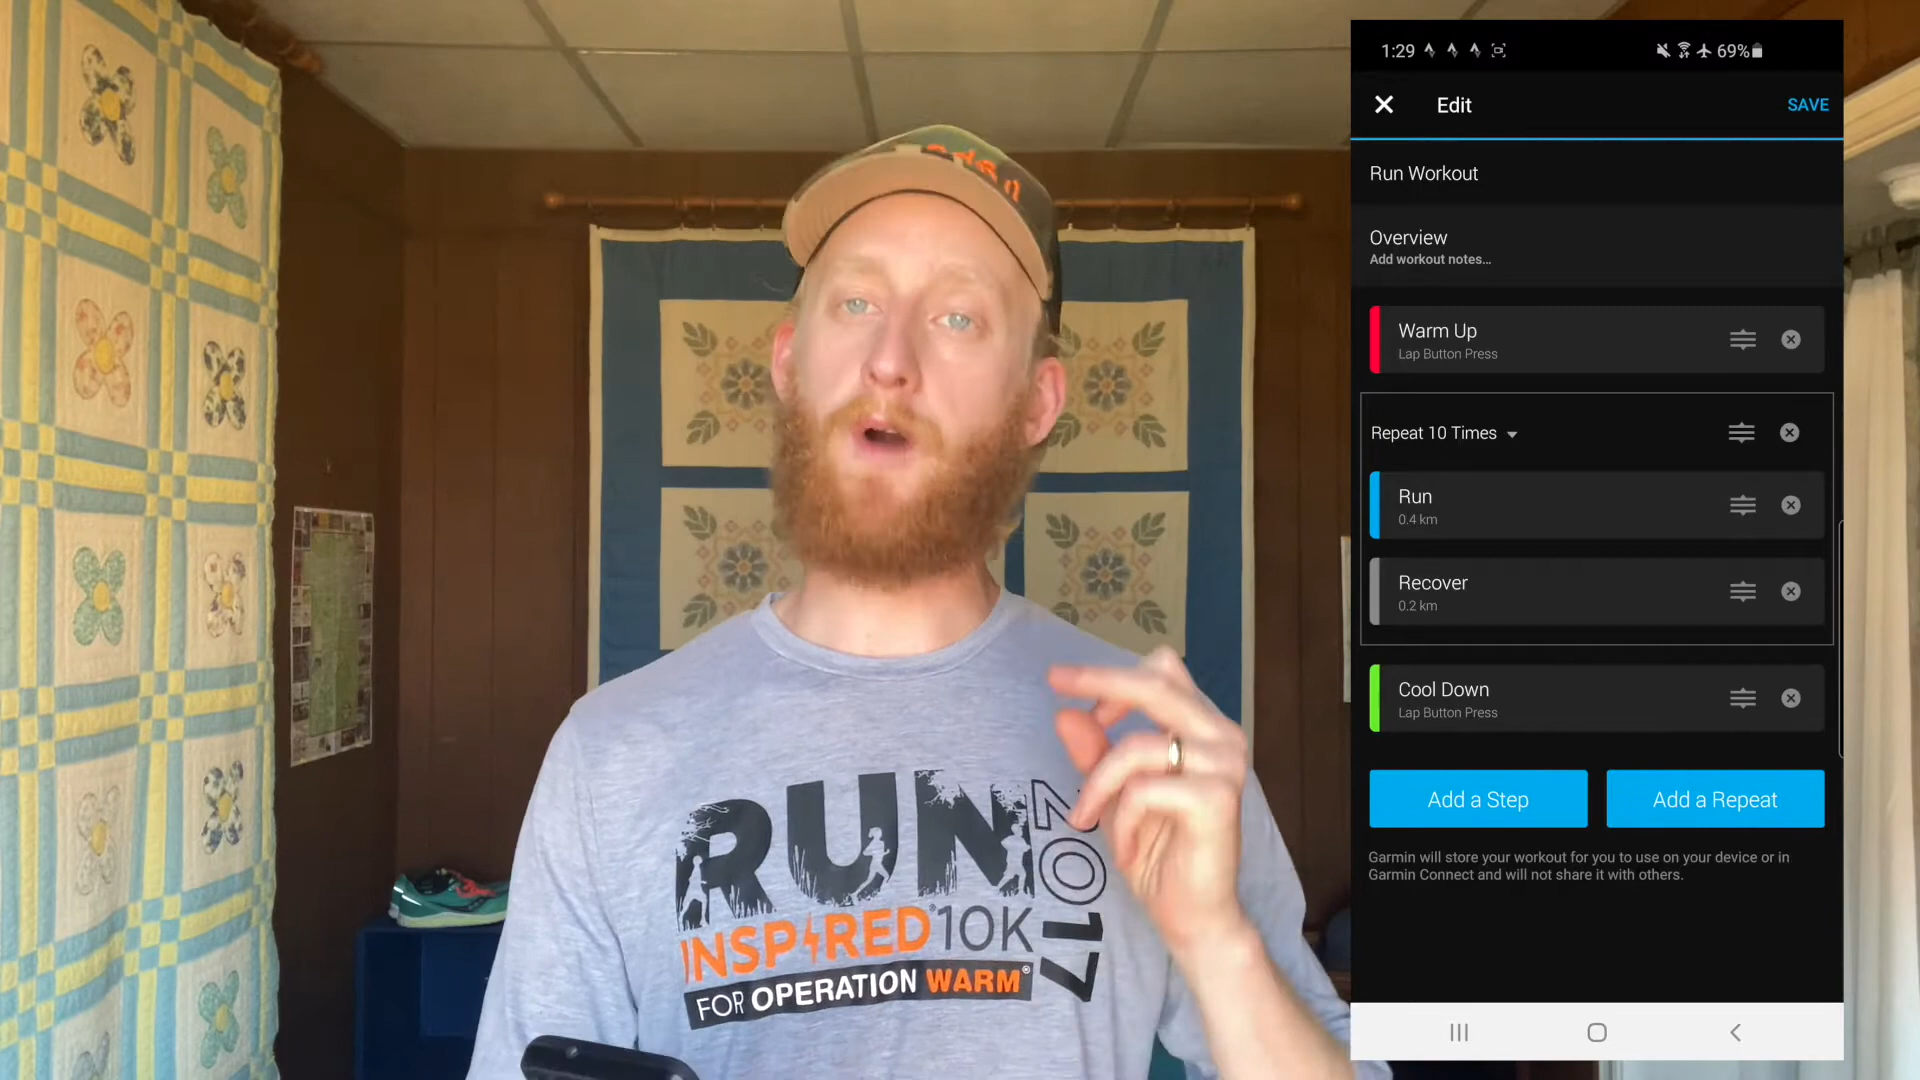 1:29
69%
Edit
SAVE
Run Workout
Overview
Add workout notes...
Warm Up
Lap Button Press
Repeat 10 Times
Run
0.4 km
Recover
0.2 km
Cool Down
Lap Button Press
Add a Step
Add a Repeat
Garmin will store your workout for you to use on your device or in
Garmin Connect and will not share it with others.
RUN
2017
INSPIRED® 10K
FOR OPERATION WARM®